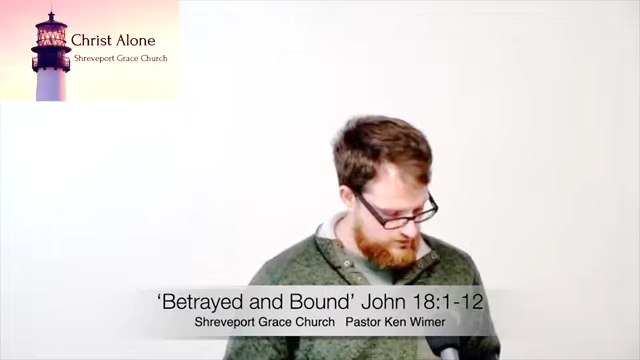 Christ Alone
Shreveport Grace Church
‘Betrayed and Bound’ John 18:1-12
Shreveport Grace Church Pastor Ken Wimer